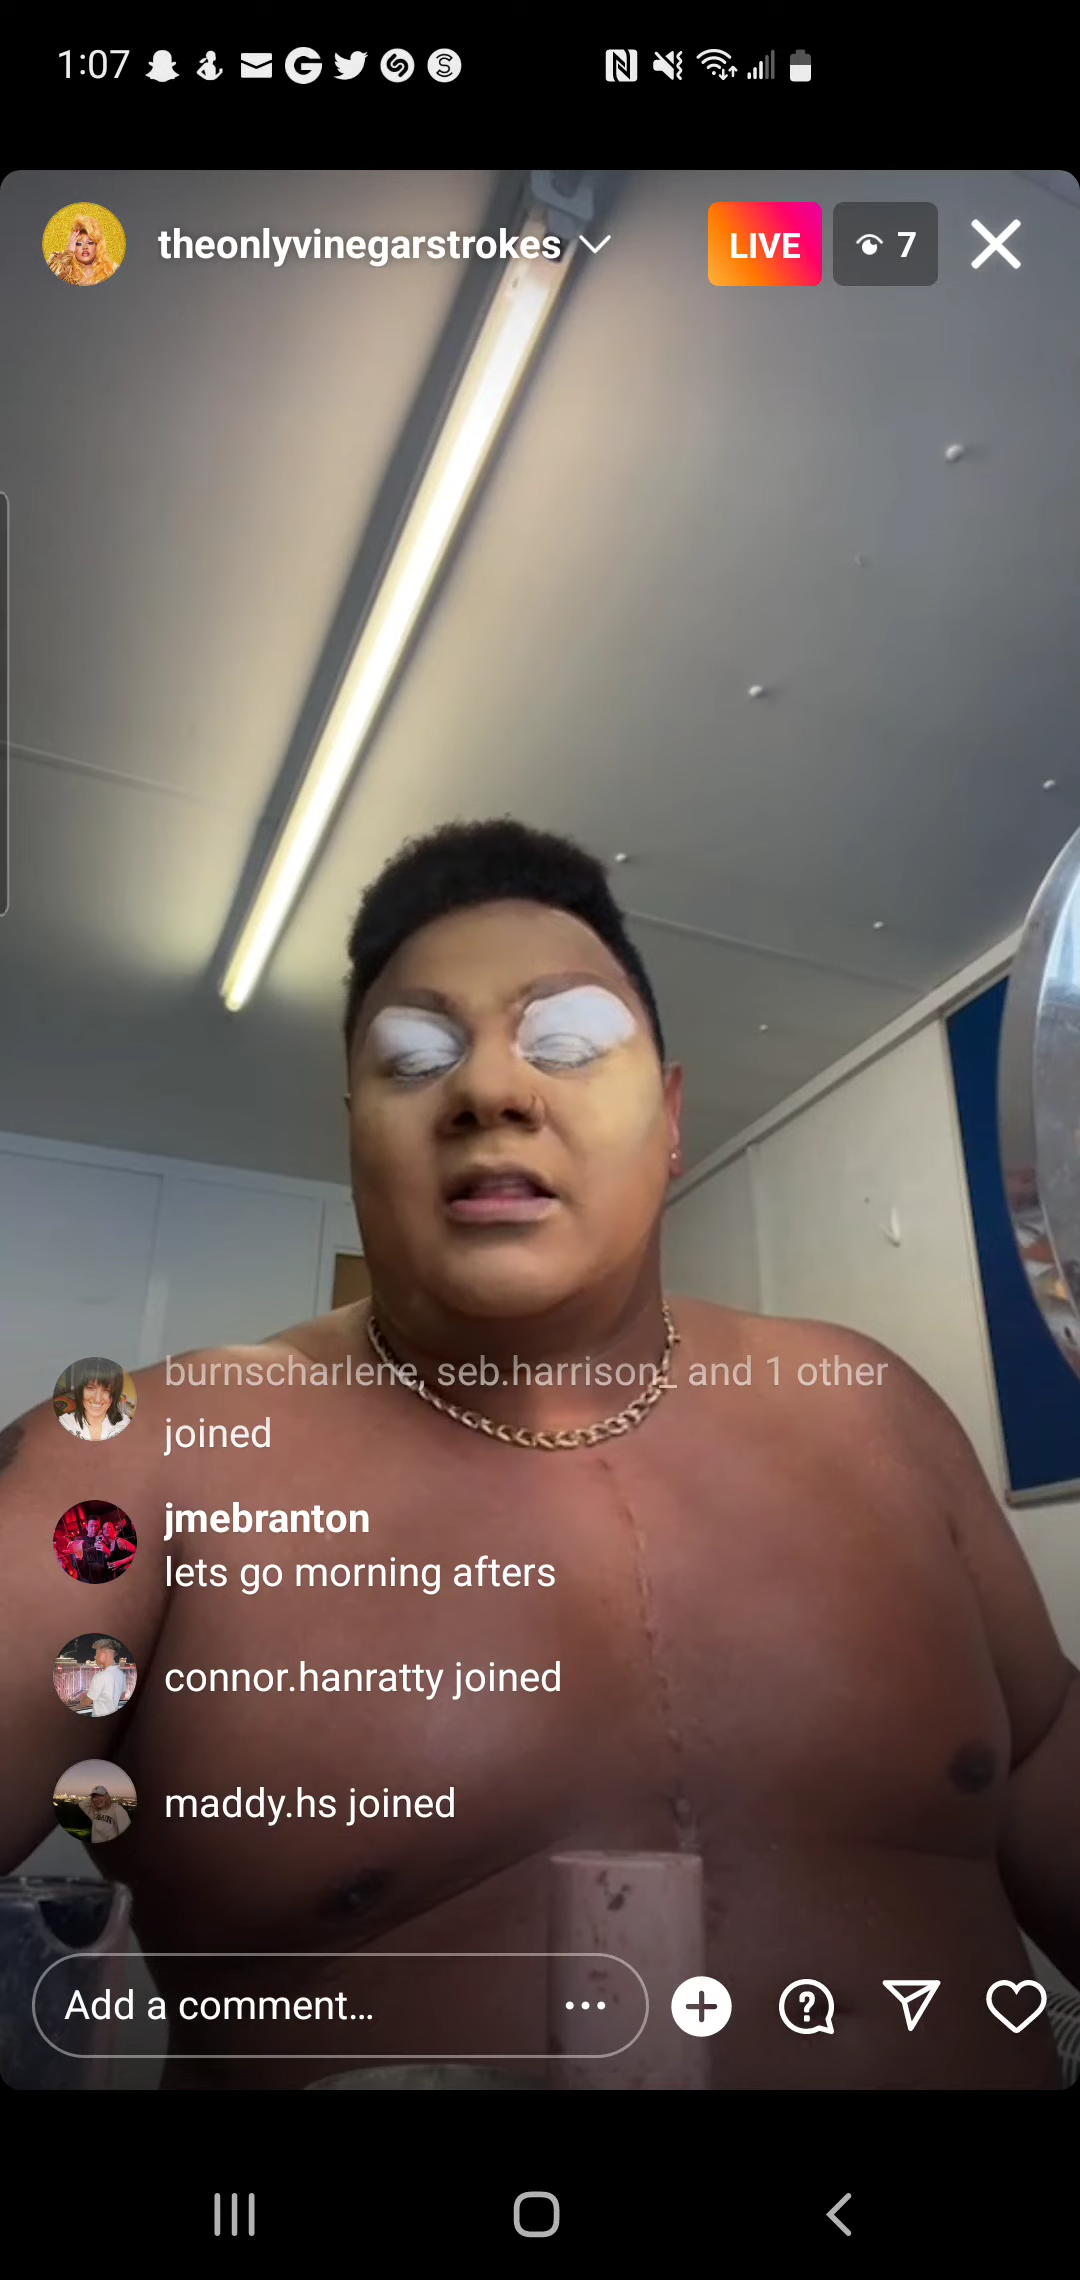 1:07
theonlyvinegarstrokes
LIVE
7
burnscharlene, seb.harrison_ and 1 other
joined
jmebranton
lets go morning afters
connor.hanratty joined
maddy.hs joined
Add a comment...